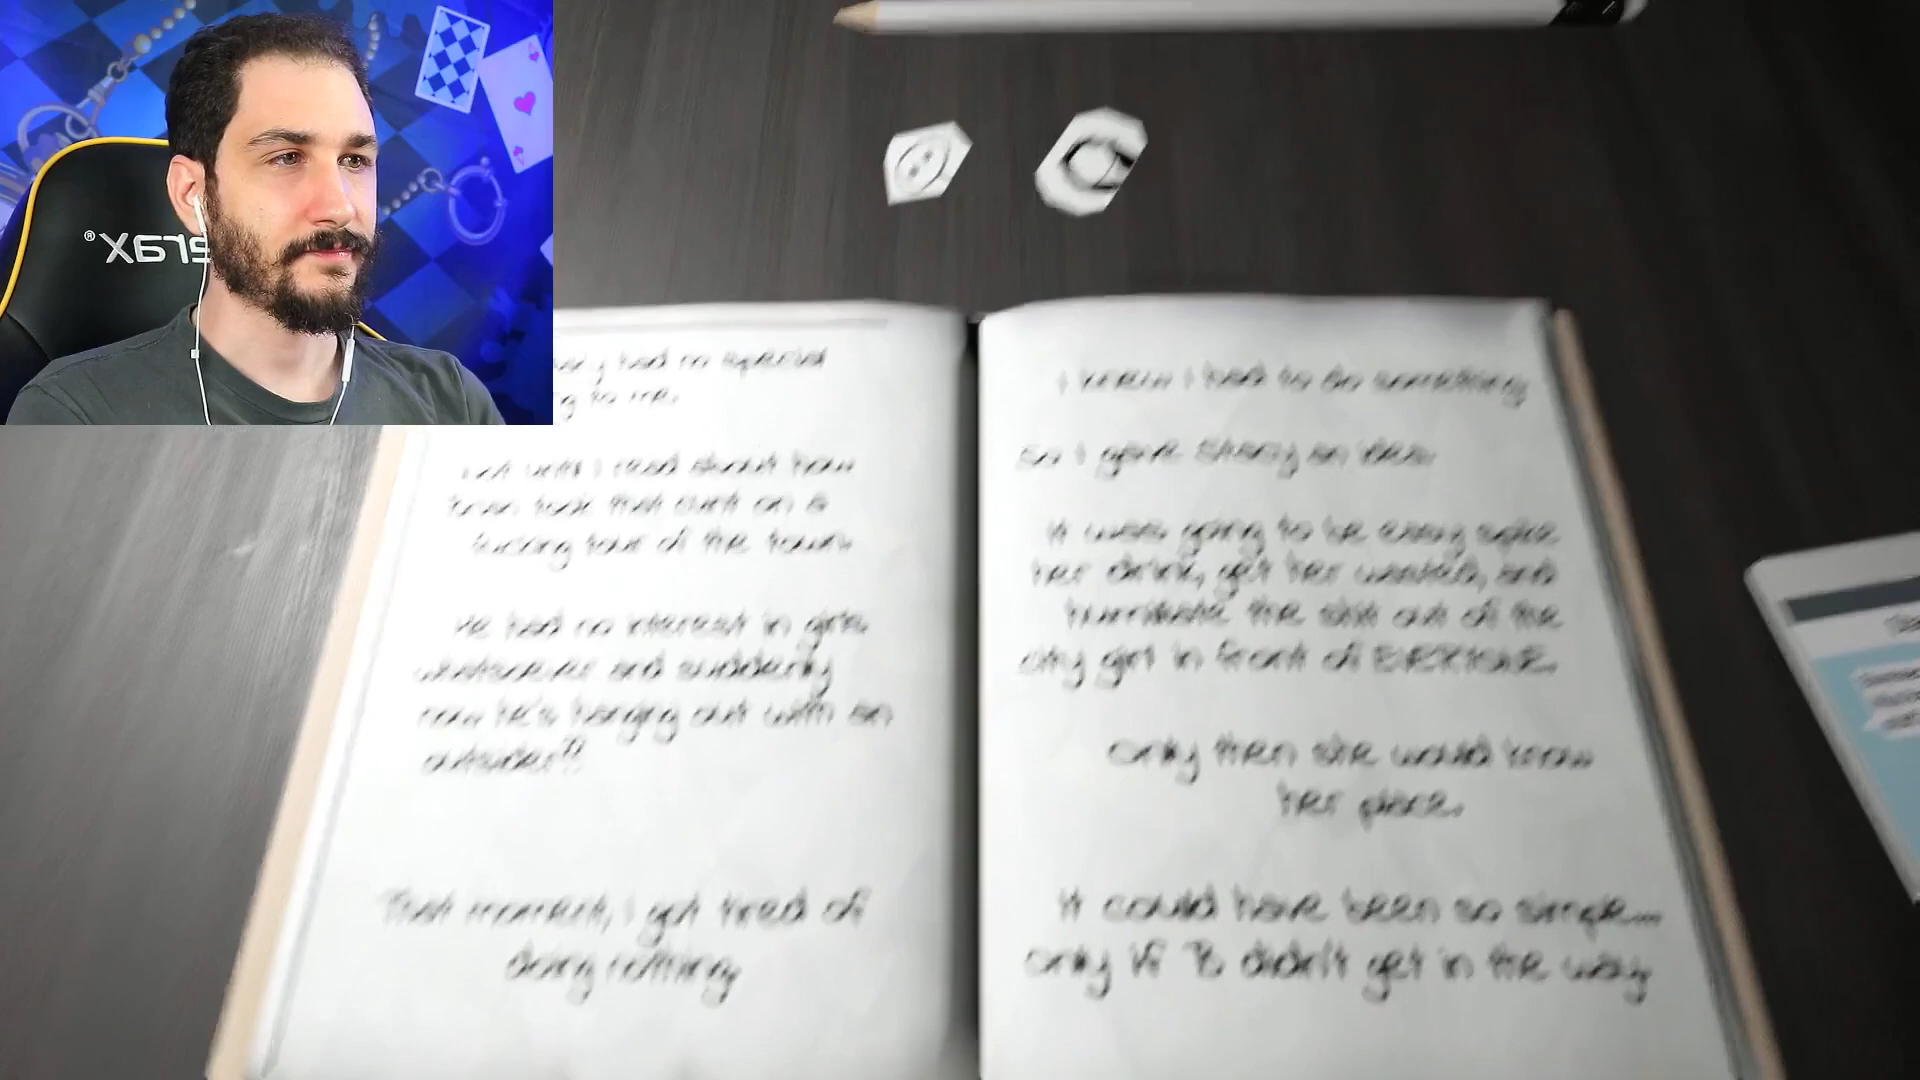 had no special
to me.
Not until I read about how
Evan took that cunt on a
fucking tour of the town.
He had no interest in girls
whatsoever and suddenly
now he's hanging out with an
outsider??
That moment, I got tired of
doing nothing
I knew I had to do something
So I gave Stacy an idea.
It was going to be easy spike
her drink, get her wasted, and
humiliate the shit out of the
city girl in front of EVERYONE.
Only then she would know
her place.
It could have been so simple...
only if B didn't get in the way